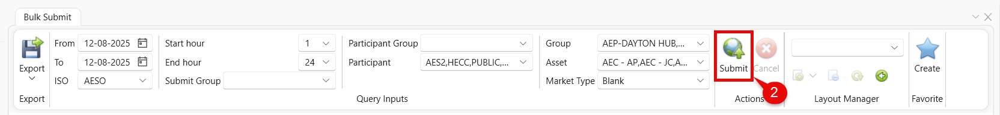 Bulk Submit
From 12-08-2025 Start hour 1 Participant Group Group AEP-DAYTON HUB,...
Export To 12-08-2025 End hour 24 Participant AES2,HECC,PUBLIC,... Asset AEC - AP,AEC - JC,A... Submit Cancel Create
ISO AESO Submit Group Market Type Blank
2
Export Query Inputs Actions Layout Manager Favorite